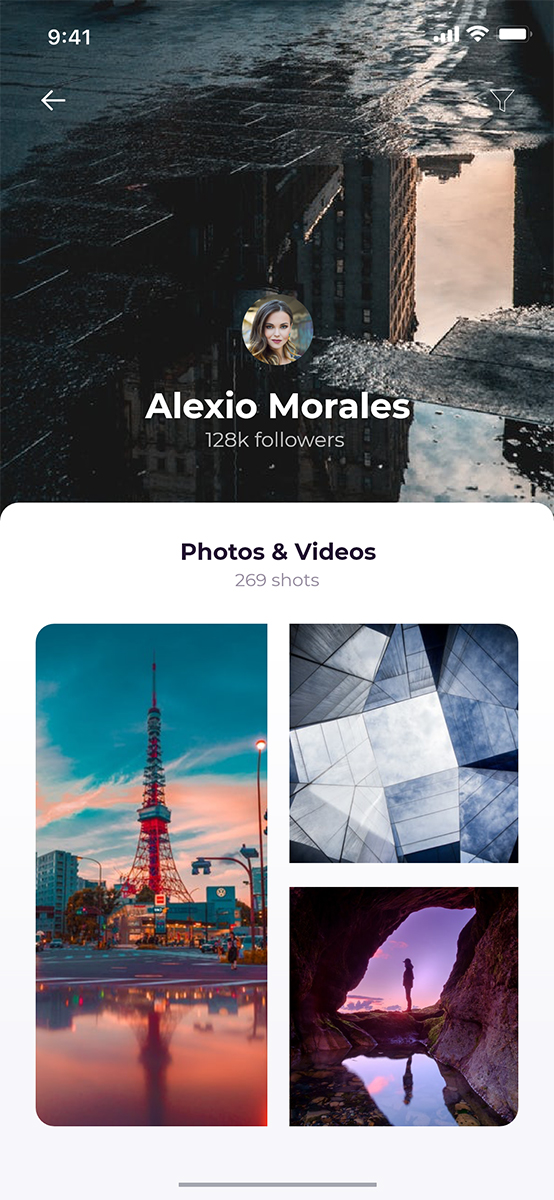 9:41
Alexio Morales
128k followers
Photos & Videos
269 shots